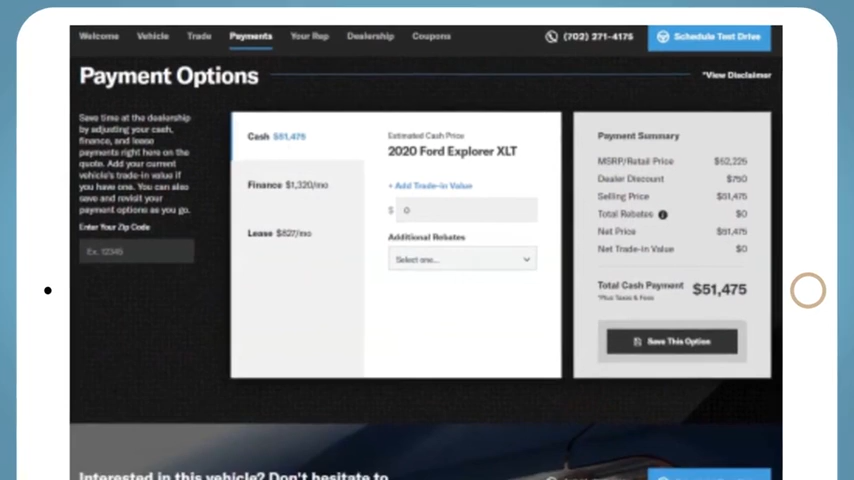 Welcome Vehicle Trade Payments Your Rep Dealership Coupons (702) 271-4175 Schedule Test Drive
Payment Options
*View Disclaimer
Save time at the dealership
by adjusting your cash,
finance, and lease
payments right here on the
quote. Add your current
vehicle's trade-in value if
you have one. You can also
save and revisit your
payment options as you go.
Enter Your Zip Code
Ex. 12345
Cash $51,475
Finance $1,320/mo
Lease $827/mo
Estimated Cash Price
2020 Ford Explorer XLT
+ Add Trade-in Value
$ 0
Additional Rebates
Select one...
Payment Summary
MSRP/Retail Price $52,225
Dealer Discount $750
Selling Price $51,475
Total Rebates $0
Net Price $51,475
Net Trade-in Value $0
Total Cash Payment $51,475
*Plus Taxes & Fees
Save This Option
Interested in this vehicle? Don't hesitate to